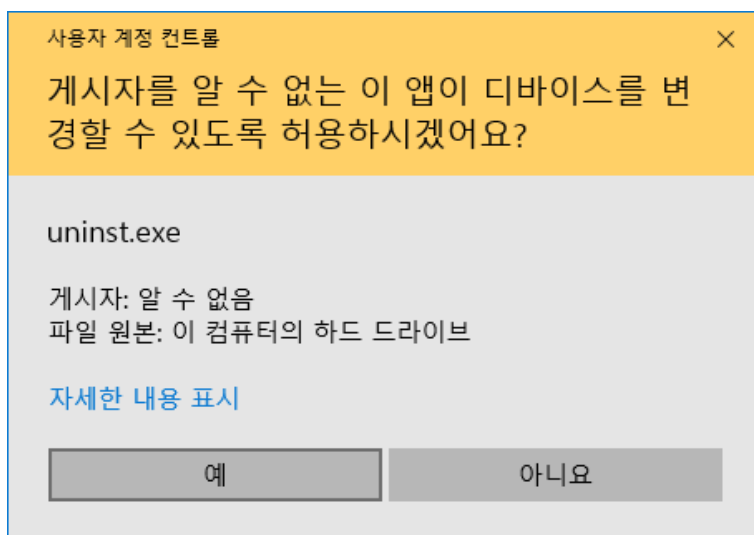 사용자 계정 컨트롤
게시자를 알 수 없는 이 앱이 디바이스를 변
경할 수 있도록 허용하시겠어요?
uninst.exe
게시자: 알 수 없음
파일 원본: 이 컴퓨터의 하드 드라이브
자세한 내용 표시
예
아니요